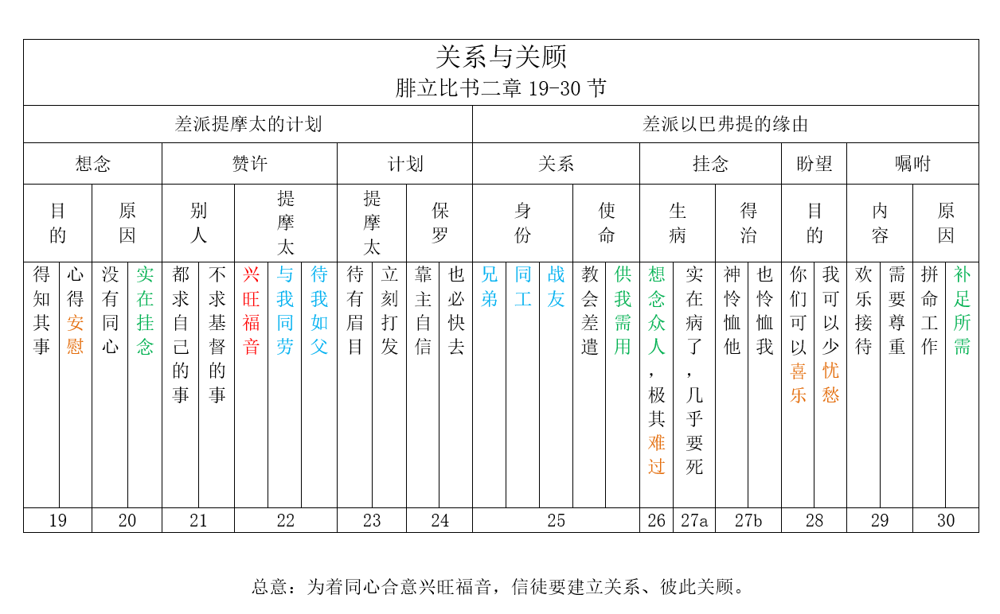 关系与关顾
腓立比书二章 19-30 节
差派提摩太的计划
差派以巴弗提的缘由
想念
赞许
计划
关系
挂念
盼望
嘱咐
目的
原因
别人
提摩太
提摩太
保罗
身份
使命
生病
得治
目的
内容
原因
得知其事
心得安慰
没有同心
实在挂念
都求自己的事
不求基督的事
兴旺福音
与我同劳
待我如父
待有眉目
立刻打发
靠主自信
也必快去
兄弟
同工
战友
教会差遣
供我需用
想念众人，极其难过
实在病了，几乎要死
神怜恤他
也怜恤我
你们可以喜乐
我可以少忧愁
欢乐接待
需要尊重
拼命工作
补足所需
19
20
21
22
23
24
25
26
27a
27b
28
29
30
总意：为着同心合意兴旺福音，信徒要建立关系、彼此关顾。